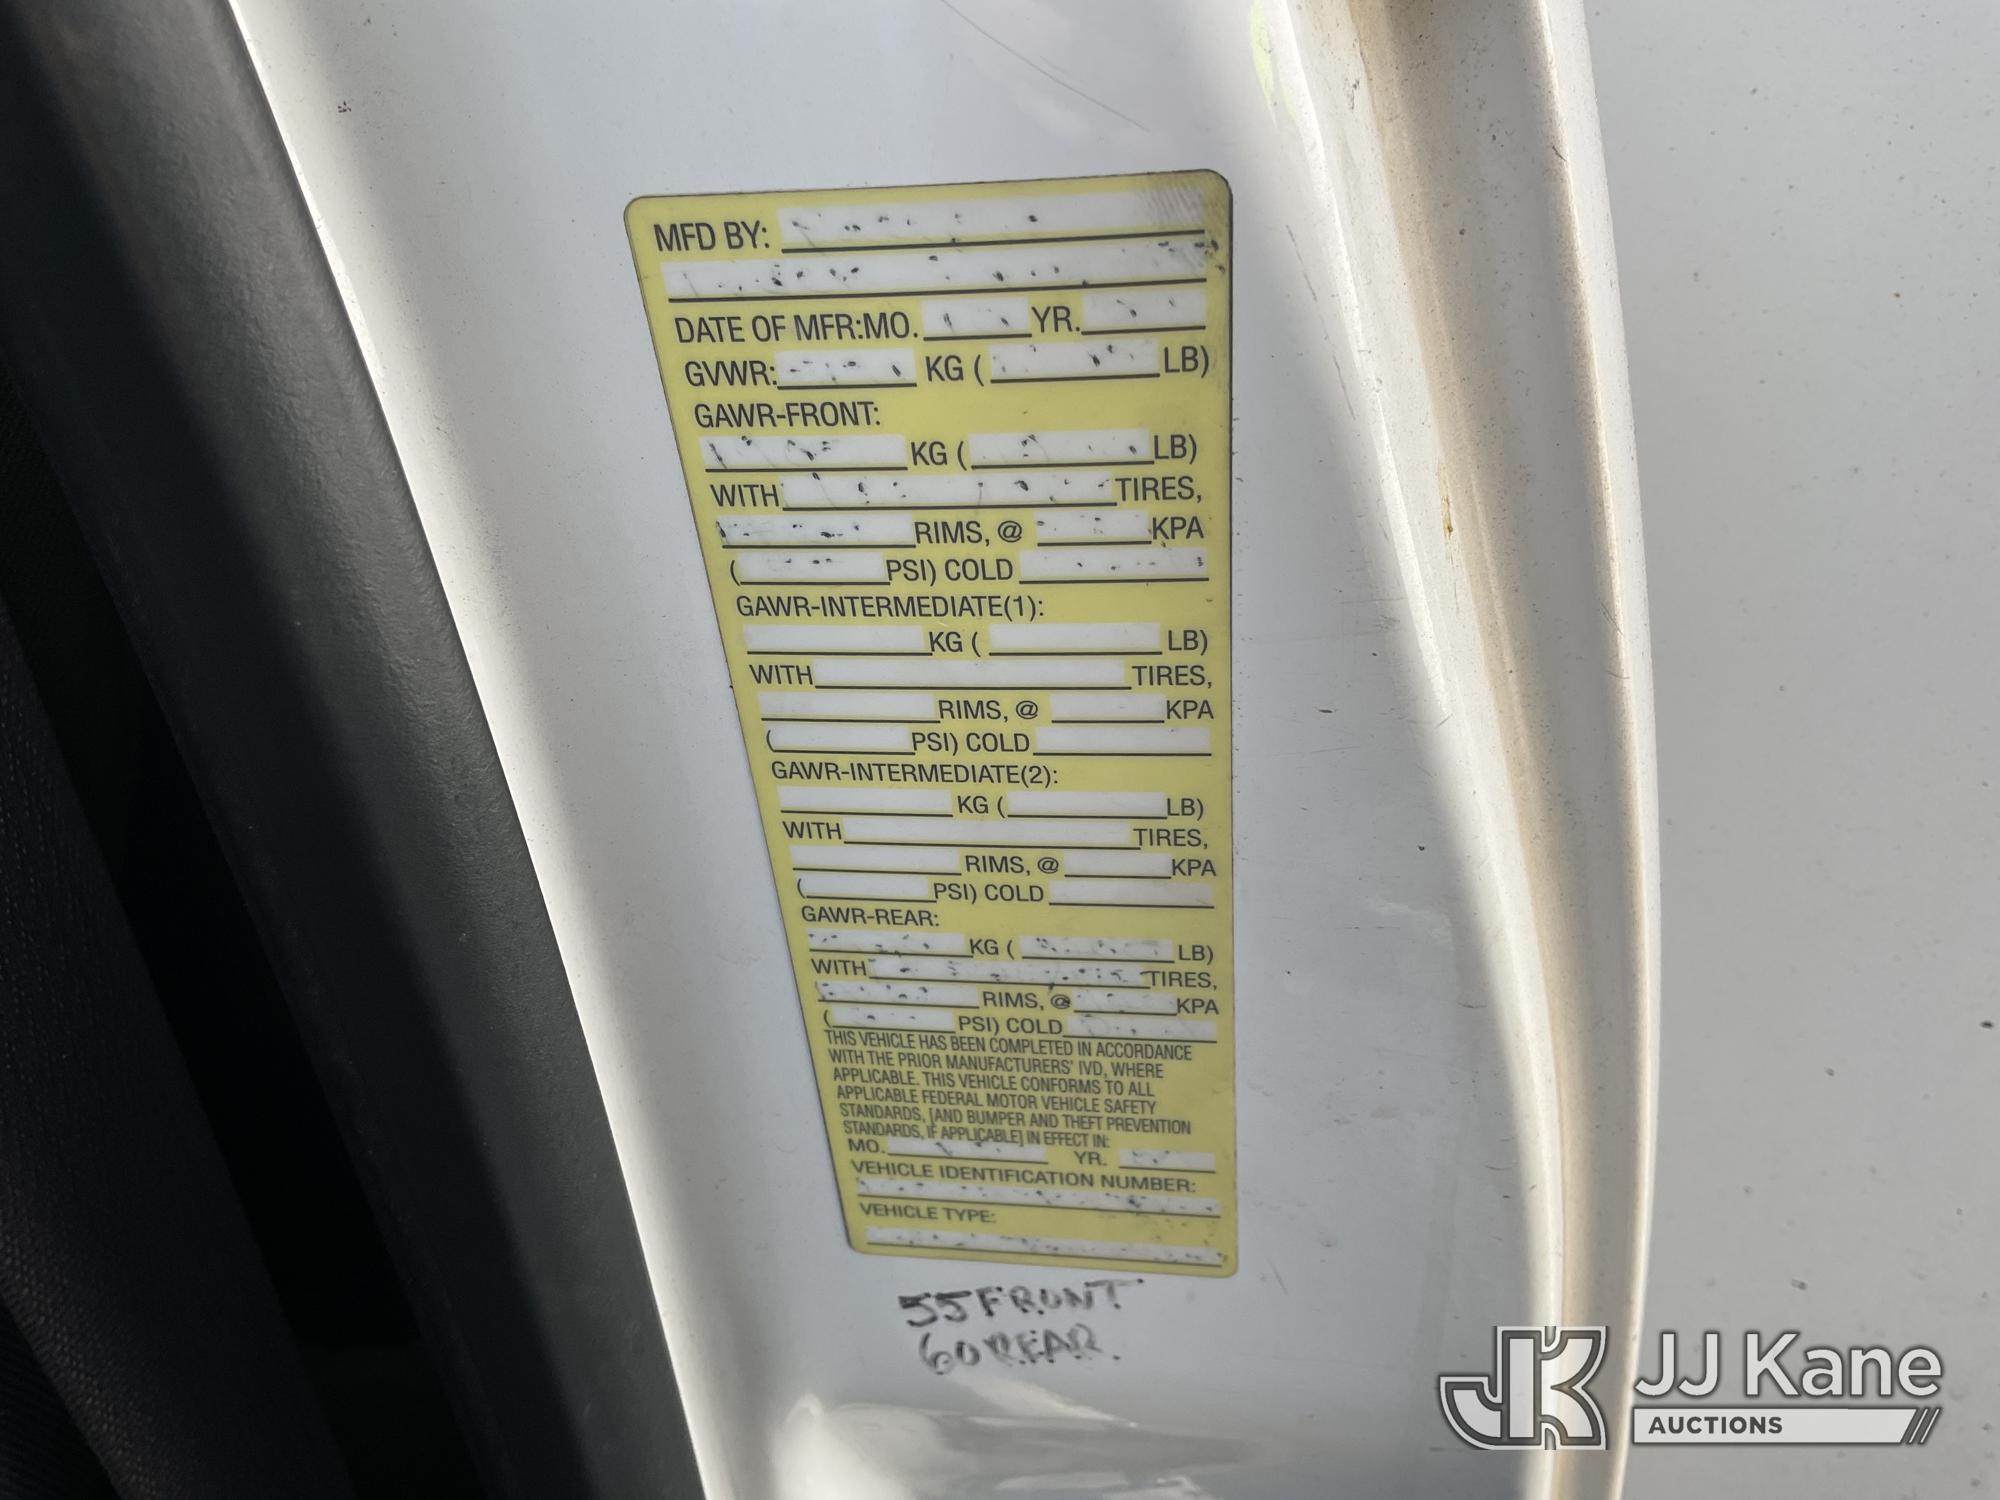 MFD BY:
DATE OF MFR:MO. YR.
GVWR: KG ( LB)
GAWR-FRONT:
KG ( LB)
WITH TIRES,
RIMS, @ KPA
( PSI) COLD
GAWR-INTERMEDIATE(1):
KG ( LB)
WITH TIRES,
RIMS, @ KPA
( PSI) COLD
GAWR-INTERMEDIATE(2):
KG ( LB)
WITH TIRES,
RIMS, @ KPA
( PSI) COLD
GAWR-REAR:
KG ( LB)
WITH TIRES,
RIMS, @ KPA
( PSI) COLD
THIS VEHICLE HAS BEEN COMPLETED IN ACCORDANCE
WITH THE PRIOR MANUFACTURERS' IVD, WHERE
APPLICABLE. THIS VEHICLE CONFORMS TO ALL
APPLICABLE FEDERAL MOTOR VEHICLE SAFETY
STANDARDS, [AND BUMPER AND THEFT PREVENTION
STANDARDS, IF APPLICABLE] IN EFFECT IN:
MO. YR.
VEHICLE IDENTIFICATION NUMBER:
VEHICLE TYPE:
55 FRONT
60 REAR
JK JJ Kane
AUCTIONS